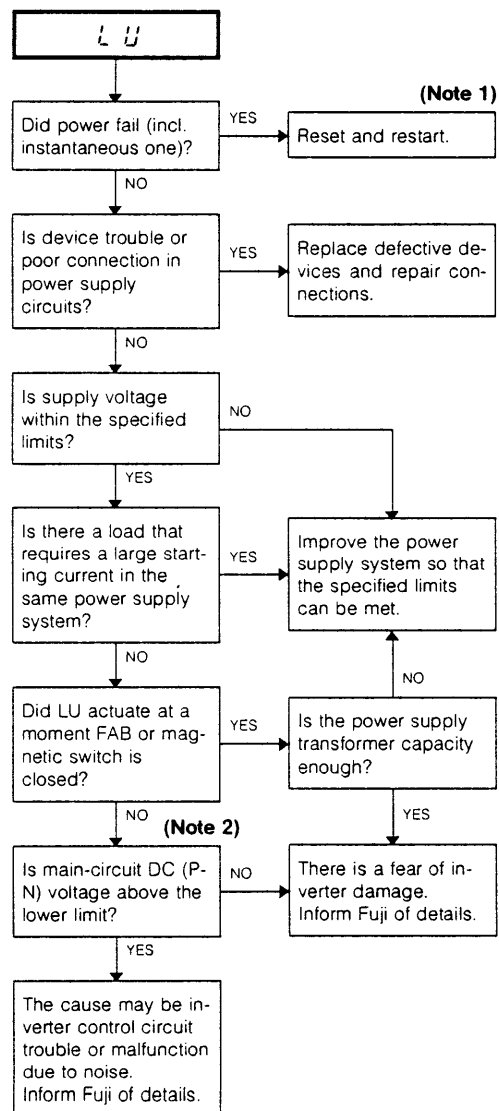 LU
(Note 1)
Did power fail (incl.
instantaneous one)?
YES
Reset and restart.
NO
Is device trouble or
poor connection in
power supply
circuits?
YES
Replace defective de-
vices and repair con-
nections.
NO
Is supply voltage
within the specified
limits?
NO
YES
Is there a load that
requires a large start-
ing current in the
same power supply
system?
YES
Improve the power
supply system so that
the specified limits
can be met.
NO
NO
Did LU actuate at a
moment FAB or mag-
netic switch is
closed?
YES
Is the power supply
transformer capacity
enough?
NO
YES
(Note 2)
Is main-circuit DC (P-
N) voltage above the
lower limit?
NO
There is a fear of in-
verter damage.
Inform Fuji of details.
YES
The cause may be in-
verter control circuit
trouble or malfunction
due to noise.
Inform Fuji of details.